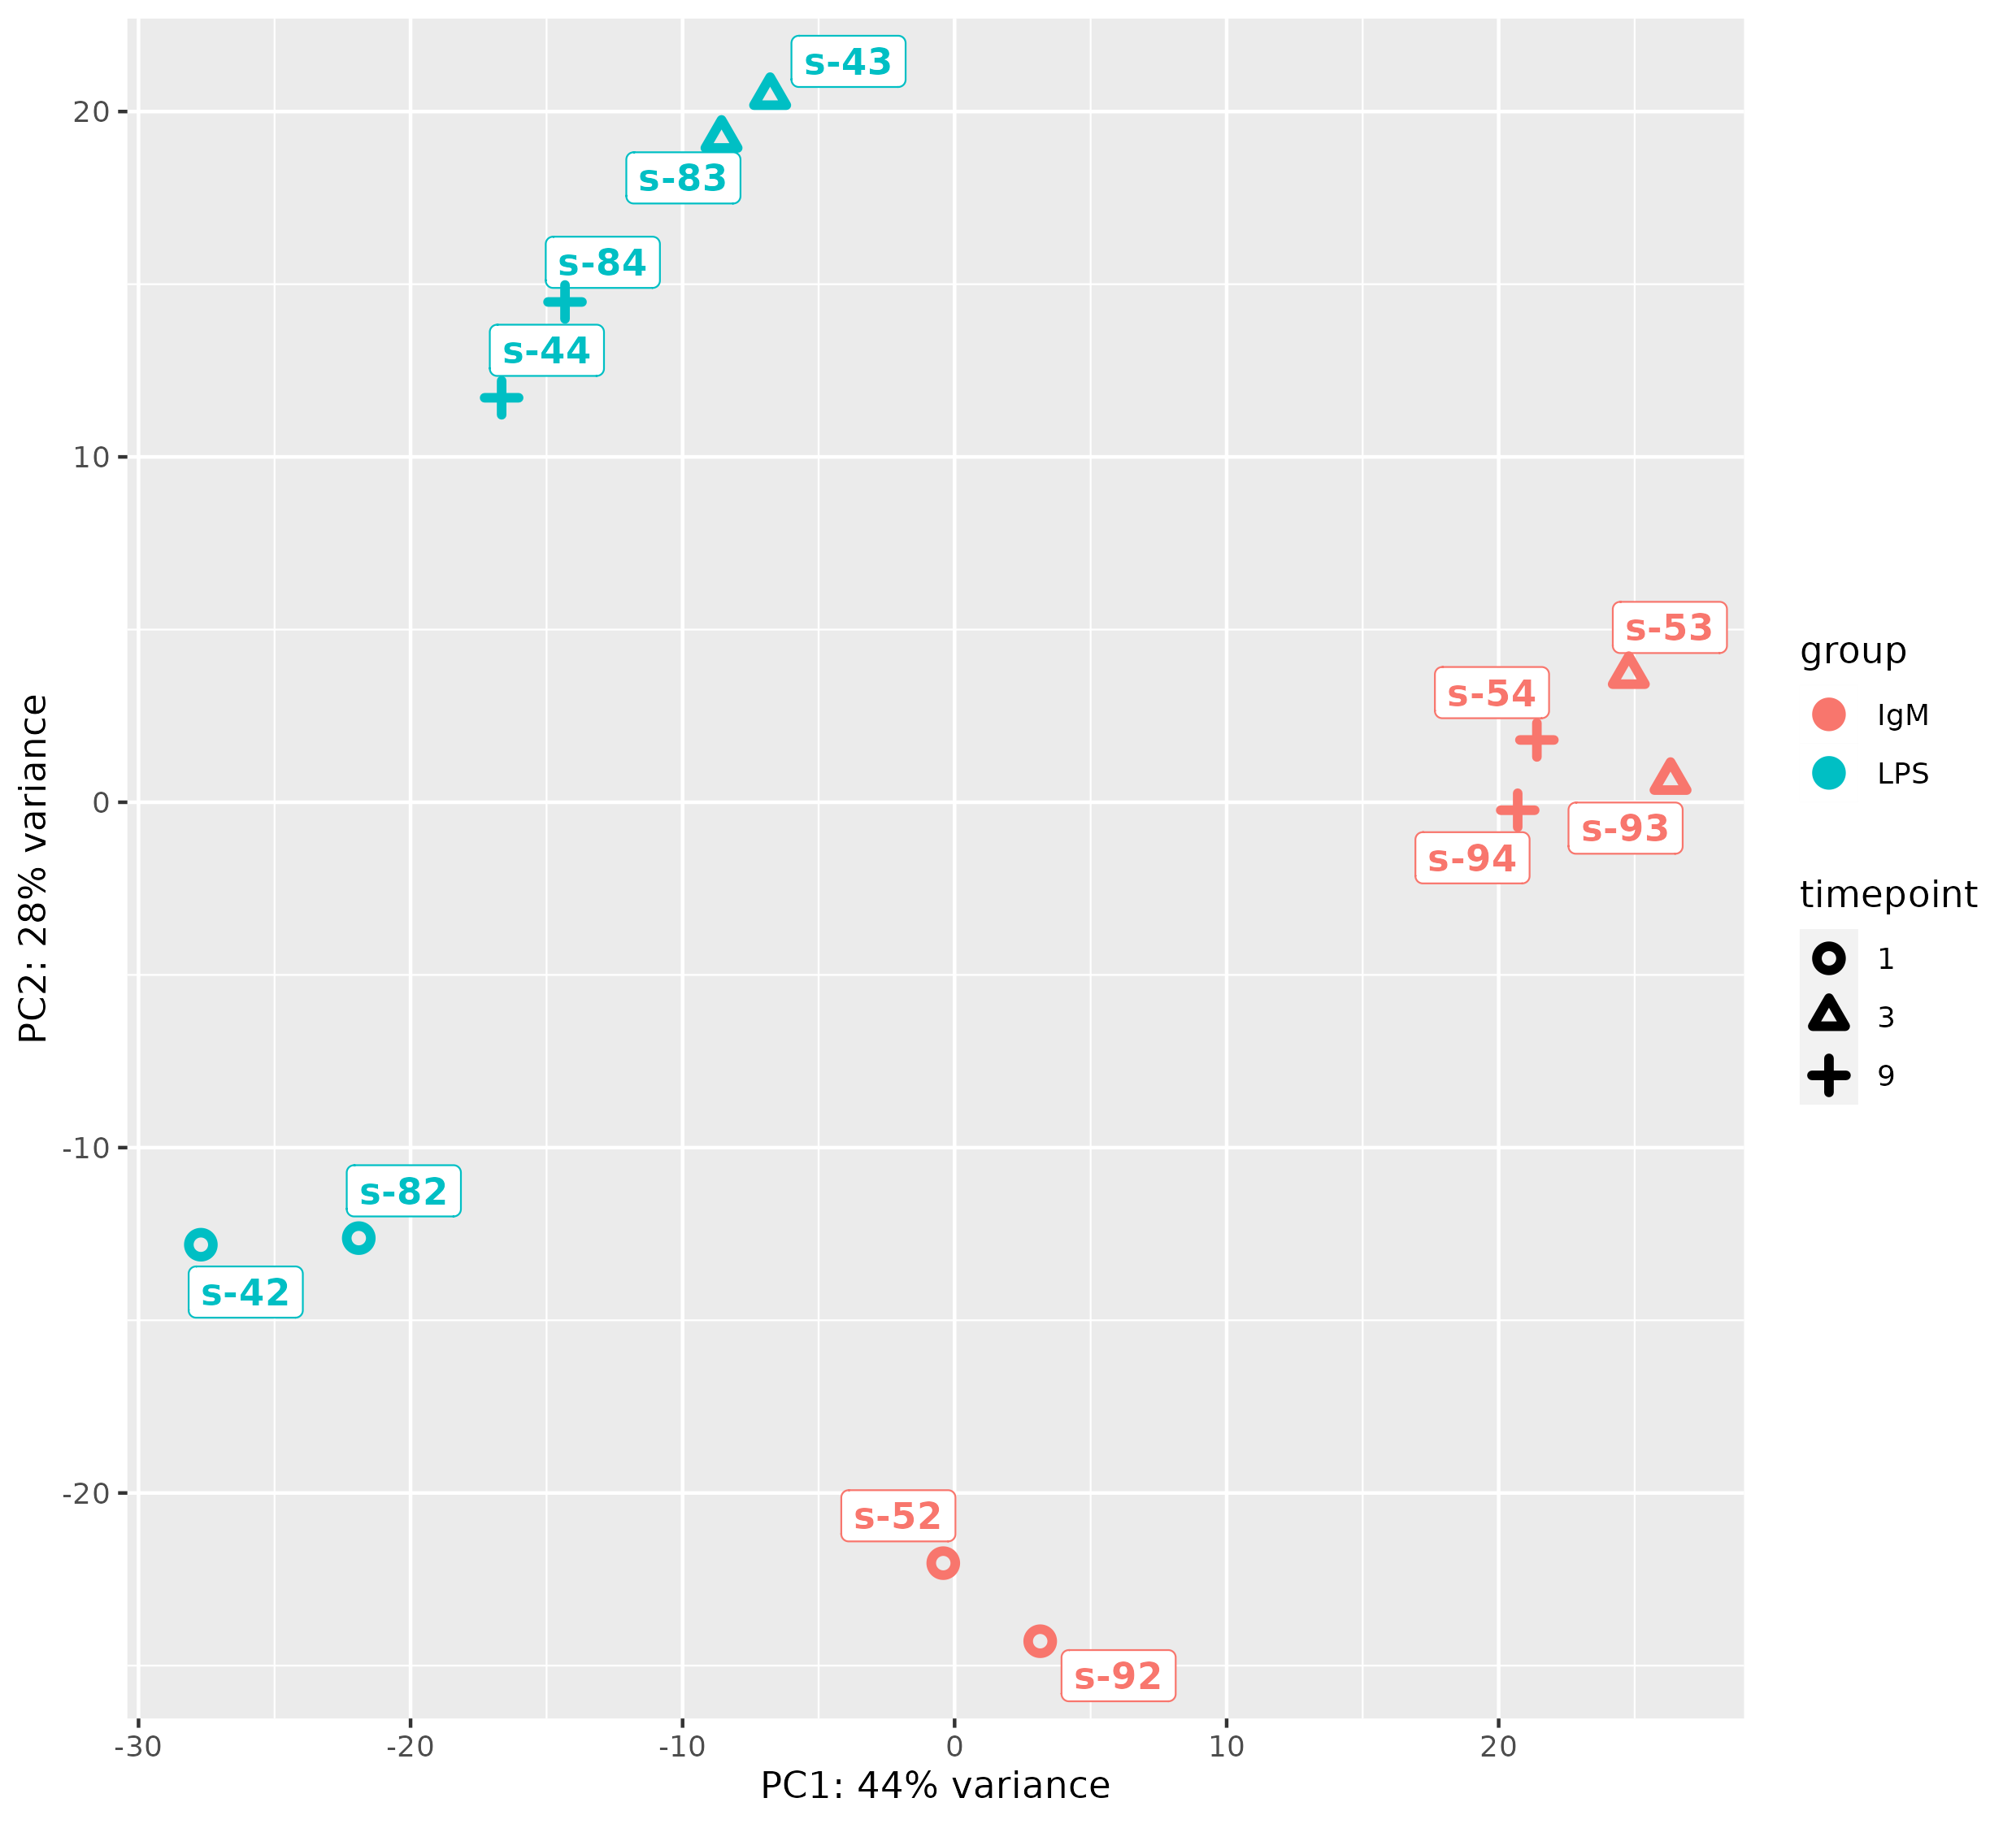 s-43
20
s-83
s-84
s-44
10
s-53
s-54
0
s-93
s-94
-10
s-82
s-42
-20
s-52
s-92
-30
-20
-10
0
10
20
PC1: 44% variance
PC2: 28% variance
group
IgM
LPS
timepoint
1
3
9